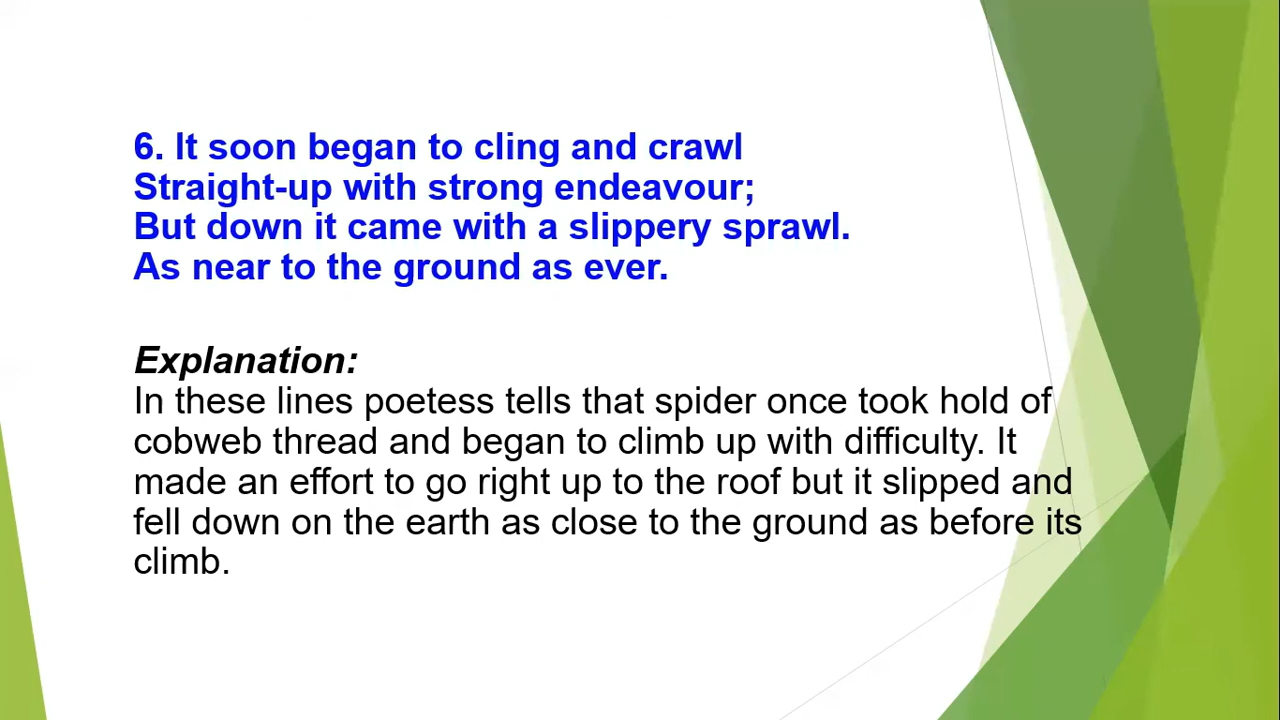 6. It soon began to cling and crawl
Straight-up with strong endeavour;
But down it came with a slippery sprawl.
As near to the ground as ever.
Explanation:
In these lines poetess tells that spider once took hold of
cobweb thread and began to climb up with difficulty. It
made an effort to go right up to the roof but it slipped and
fell down on the earth as close to the ground as before its
climb.